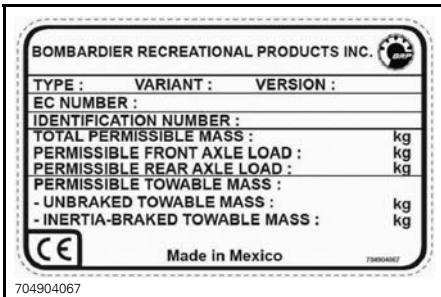 BOMBARDIER RECREATIONAL PRODUCTS INC. BRP
TYPE : VARIANT : VERSION :
EC NUMBER :
IDENTIFICATION NUMBER :
TOTAL PERMISSIBLE MASS : kg
PERMISSIBLE FRONT AXLE LOAD : kg
PERMISSIBLE REAR AXLE LOAD : kg
PERMISSIBLE TOWABLE MASS :
- UNBRAKED TOWABLE MASS : kg
- INERTIA-BRAKED TOWABLE MASS : kg
CE Made in Mexico 704904067
704904067